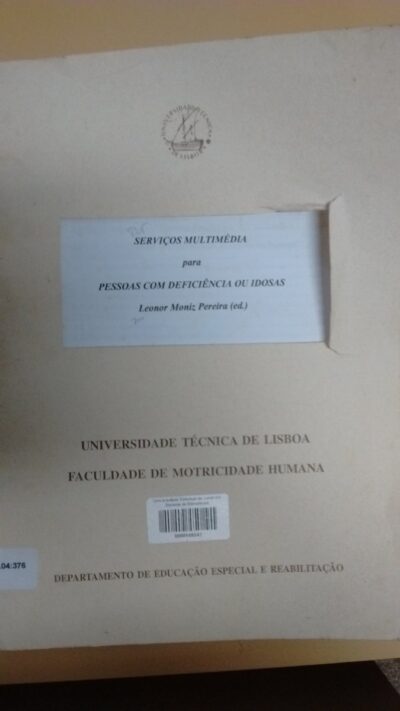 SERVIÇOS MULTIMÉDIA
para
PESSOAS COM DEFICIÊNCIA OU IDOSAS
Leonor Moniz Pereira (ed.)
UNIVERSIDADE TÉCNICA DE LISBOA
FACULDADE DE MOTRICIDADE HUMANA
.04:376
DEPARTAMENTO DE EDUCAÇÃO ESPECIAL E REABILITAÇÃO